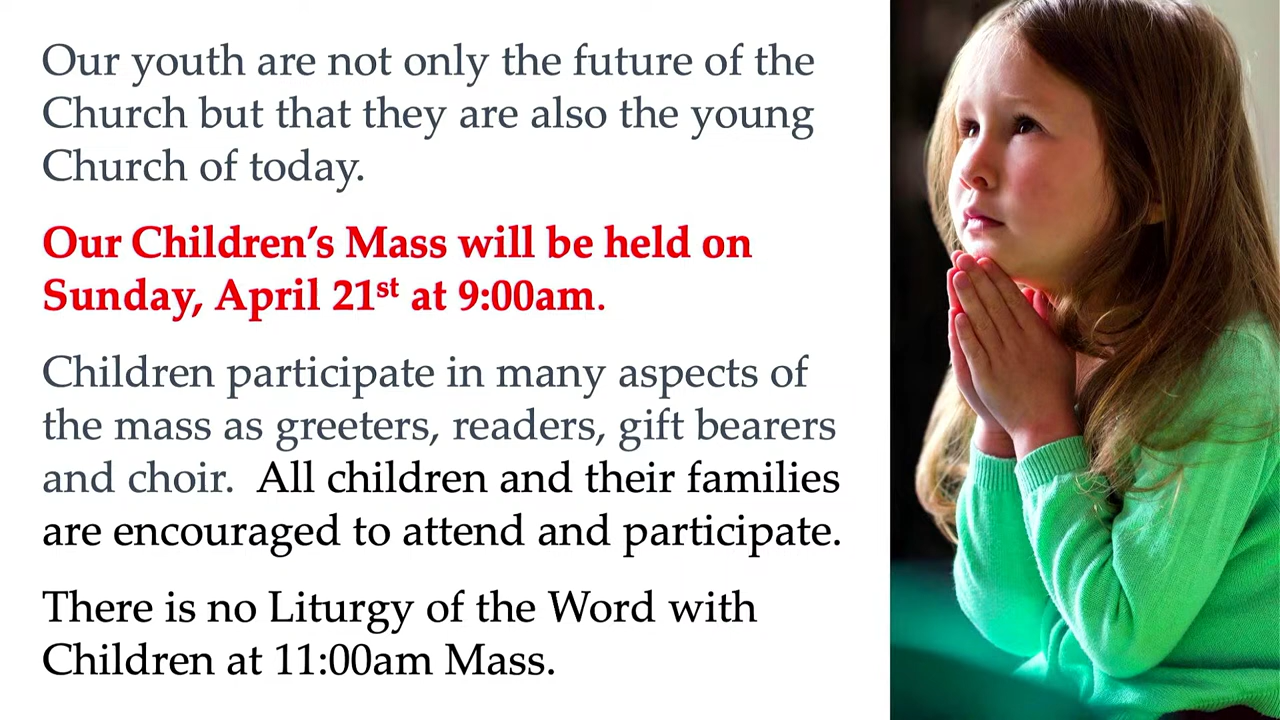 Our youth are not only the future of the
Church but that they are also the young
Church of today.
Our Children’s Mass will be held on
Sunday, April 21st at 9:00am.
Children participate in many aspects of
the mass as greeters, readers, gift bearers
and choir.  All children and their families
are encouraged to attend and participate.
There is no Liturgy of the Word with
Children at 11:00am Mass.